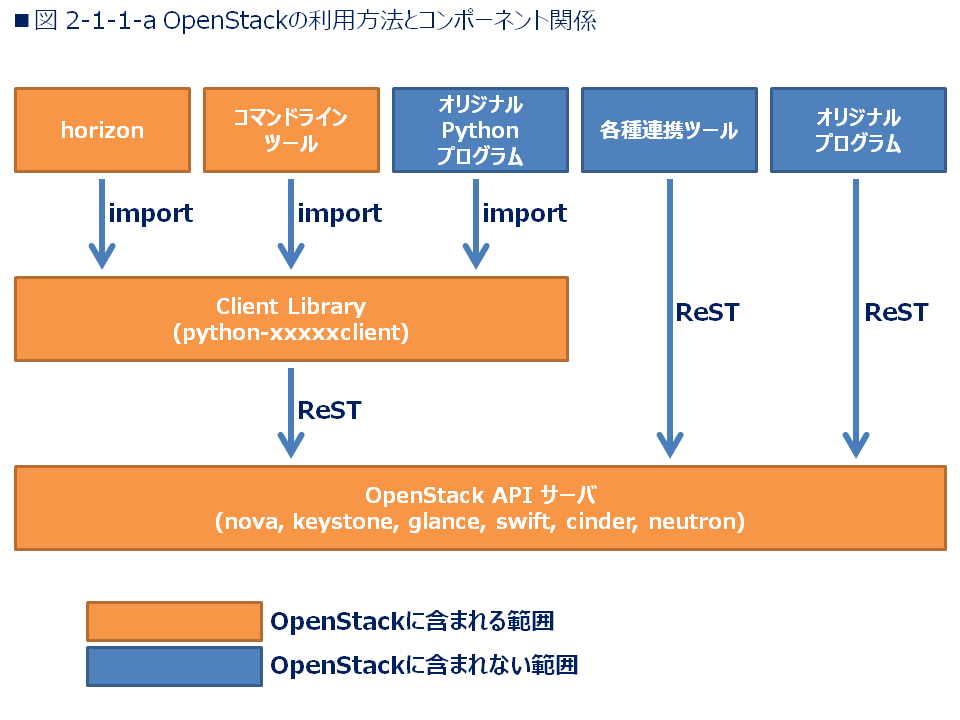 ■図 2-1-1-a OpenStackの利用方法とコンポーネント関係
horizon
コマンドライン
ツール
オリジナル
Python
プログラム
各種連携ツール
オリジナル
プログラム
import
import
import
ReST
ReST
Client Library
(python-xxxxxclient)
ReST
OpenStack API サーバ
(nova, keystone, glance, swift, cinder, neutron)
OpenStackに含まれる範囲
OpenStackに含まれない範囲